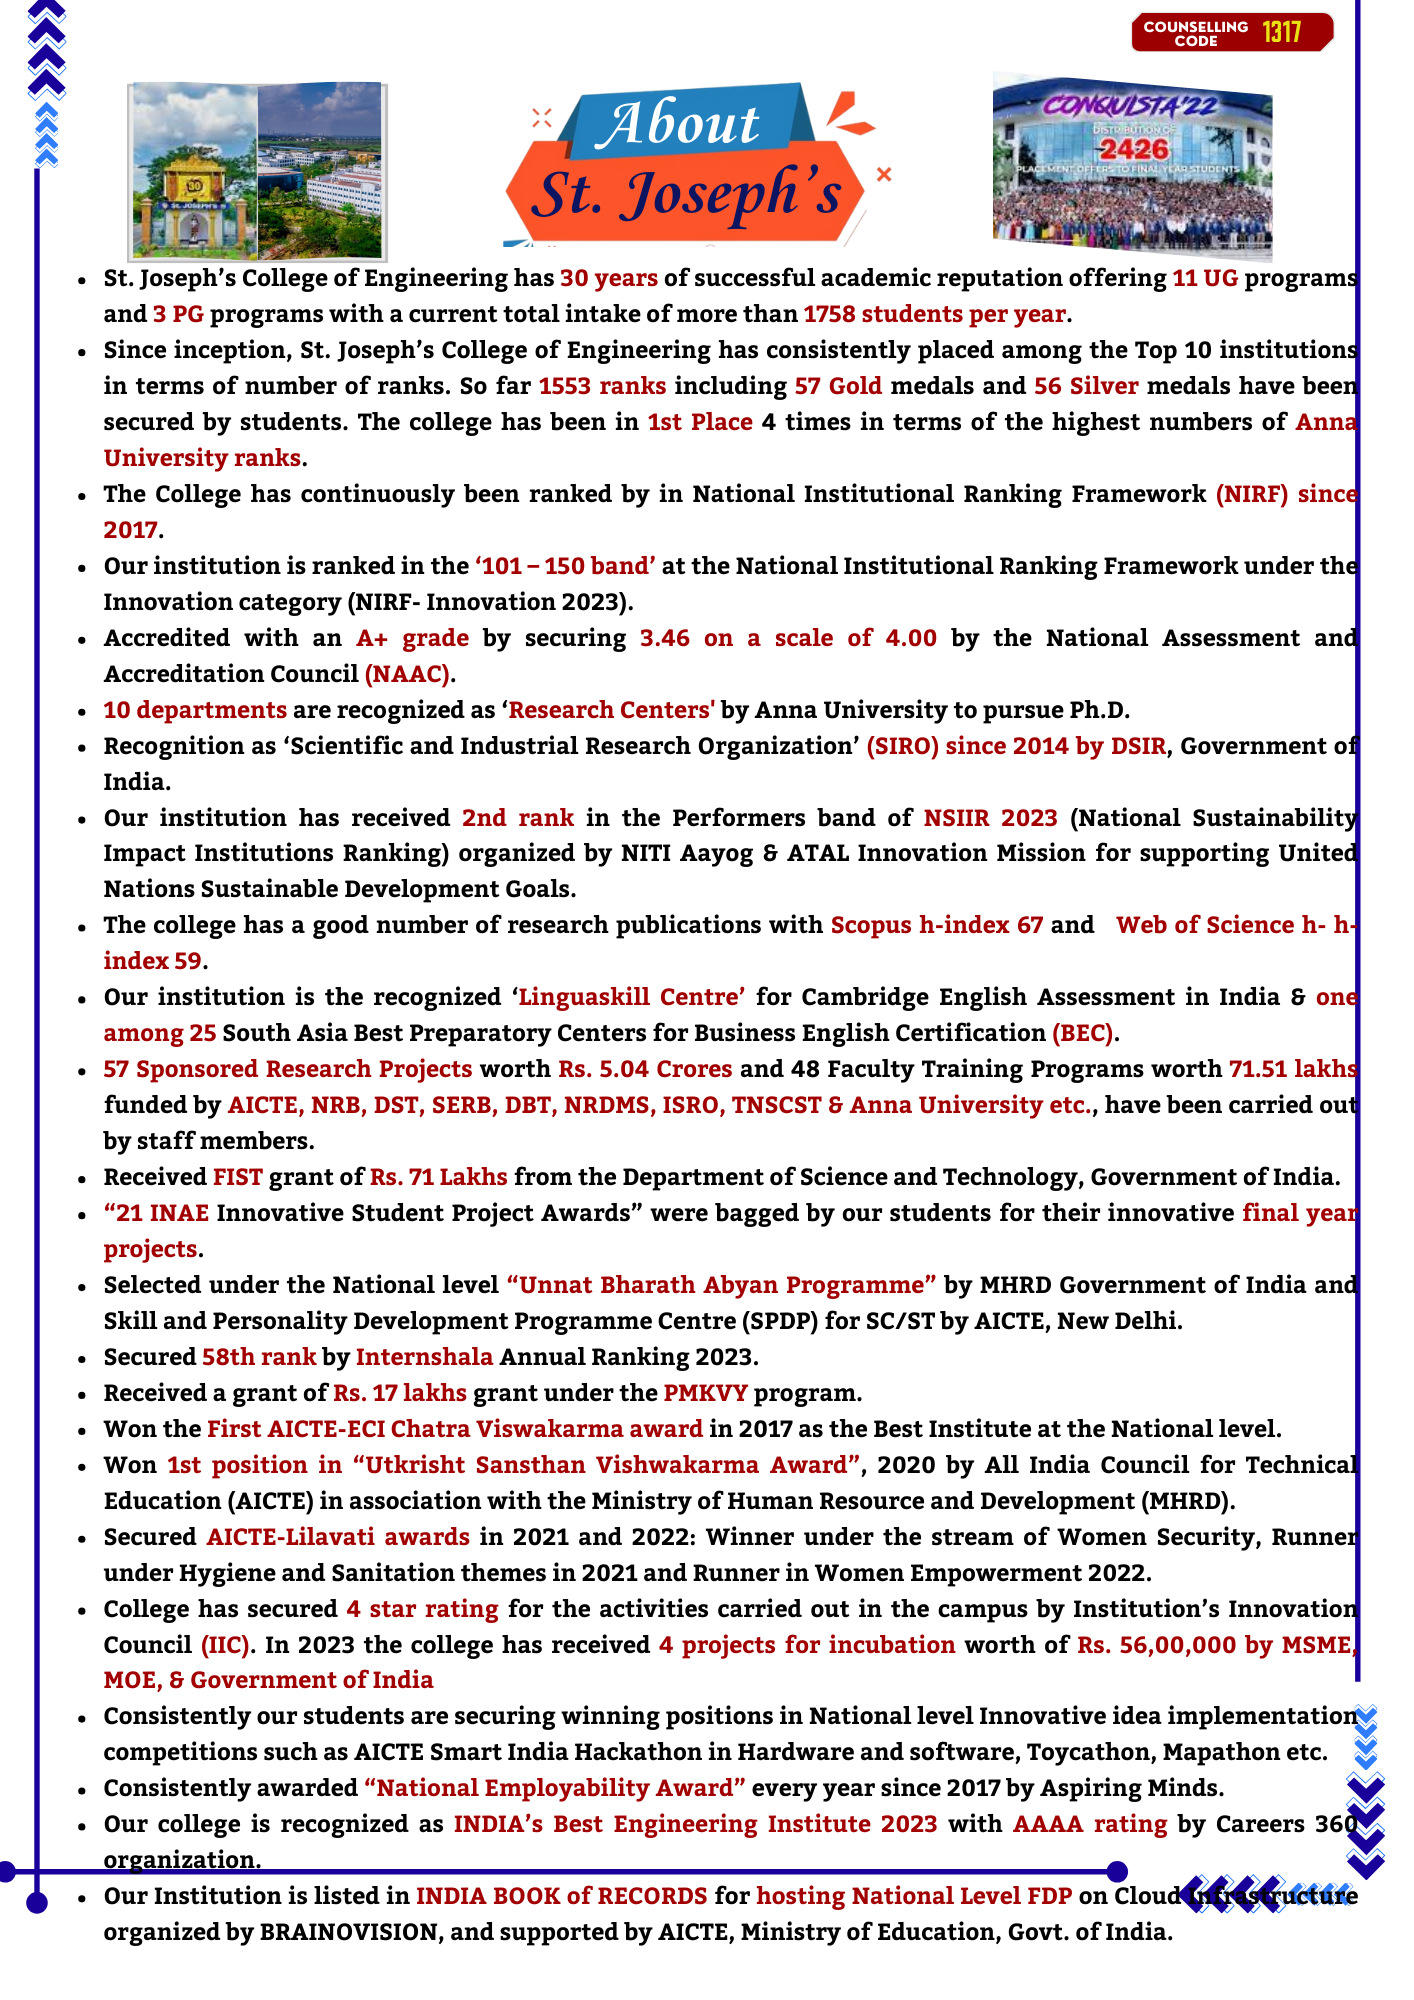 COUNSELLING
CODE
1317
About
St. Joseph's
30
ST. JOSEPH'S
CONQUISTA'22
DISTRIBUTION OF
2426
PLACEMENT OFFERS TO FINAL YEAR STUDENTS
• St. Joseph's College of Engineering has 30 years of successful academic reputation offering 11 UG programs
and 3 PG programs with a current total intake of more than 1758 students per year.
• Since inception, St. Joseph's College of Engineering has consistently placed among the Top 10 institutions
in terms of number of ranks. So far 1553 ranks including 57 Gold medals and 56 Silver medals have been
secured by students. The college has been in 1st Place 4 times in terms of the highest numbers of Anna
University ranks.
• The College has continuously been ranked by in National Institutional Ranking Framework (NIRF) since
2017.
• Our institution is ranked in the ‘101 – 150 band’ at the National Institutional Ranking Framework under the
Innovation category (NIRF- Innovation 2023).
• Accredited with an A+ grade by securing 3.46 on a scale of 4.00 by the National Assessment and
Accreditation Council (NAAC).
• 10 departments are recognized as ‘Research Centers' by Anna University to pursue Ph.D.
• Recognition as ‘Scientific and Industrial Research Organization’ (SIRO) since 2014 by DSIR, Government of
India.
• Our institution has received 2nd rank in the Performers band of NSIIR 2023 (National Sustainability
Impact Institutions Ranking) organized by NITI Aayog & ATAL Innovation Mission for supporting United
Nations Sustainable Development Goals.
• The college has a good number of research publications with Scopus h-index 67 and Web of Science h- h-
index 59.
• Our institution is the recognized ‘Linguaskill Centre’ for Cambridge English Assessment in India & one
among 25 South Asia Best Preparatory Centers for Business English Certification (BEC).
• 57 Sponsored Research Projects worth Rs. 5.04 Crores and 48 Faculty Training Programs worth 71.51 lakhs
funded by AICTE, NRB, DST, SERB, DBT, NRDMS, ISRO, TNSCST & Anna University etc., have been carried out
by staff members.
• Received FIST grant of Rs. 71 Lakhs from the Department of Science and Technology, Government of India.
• “21 INAE Innovative Student Project Awards” were bagged by our students for their innovative final year
projects.
• Selected under the National level “Unnat Bharath Abyan Programme” by MHRD Government of India and
Skill and Personality Development Programme Centre (SPDP) for SC/ST by AICTE, New Delhi.
• Secured 58th rank by Internshala Annual Ranking 2023.
• Received a grant of Rs. 17 lakhs grant under the PMKVY program.
• Won the First AICTE-ECI Chatra Viswakarma award in 2017 as the Best Institute at the National level.
• Won 1st position in “Utkrisht Sansthan Vishwakarma Award”, 2020 by All India Council for Technical
Education (AICTE) in association with the Ministry of Human Resource and Development (MHRD).
• Secured AICTE-Lilavati awards in 2021 and 2022: Winner under the stream of Women Security, Runner
under Hygiene and Sanitation themes in 2021 and Runner in Women Empowerment 2022.
• College has secured 4 star rating for the activities carried out in the campus by Institution’s Innovation
Council (IIC). In 2023 the college has received 4 projects for incubation worth of Rs. 56,00,000 by MSME,
MOE, & Government of India
• Consistently our students are securing winning positions in National level Innovative idea implementation
competitions such as AICTE Smart India Hackathon in Hardware and software, Toycathon, Mapathon etc.
• Consistently awarded “National Employability Award” every year since 2017 by Aspiring Minds.
• Our college is recognized as INDIA’s Best Engineering Institute 2023 with AAAA rating by Careers 360
organization.
• Our Institution is listed in INDIA BOOK of RECORDS for hosting National Level FDP on Cloud Infrastructure
organized by BRAINOVISION, and supported by AICTE, Ministry of Education, Govt. of India.